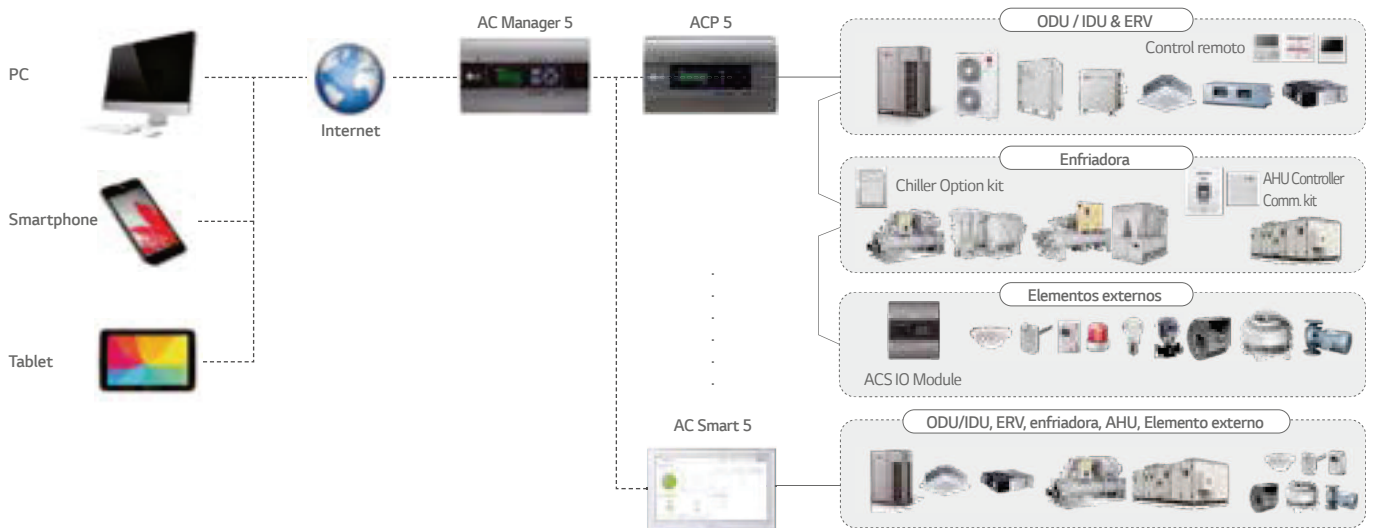 PC
Smartphone
Tablet
Internet
AC Manager 5
ACP 5
AC Smart 5
ODU / IDU & ERV
Control remoto
Enfriadora
Chiller Option kit
AHU Controller
Comm. kit
Elementos externos
ACS IO Module
ODU/IDU, ERV, enfriadora, AHU, Elemento externo